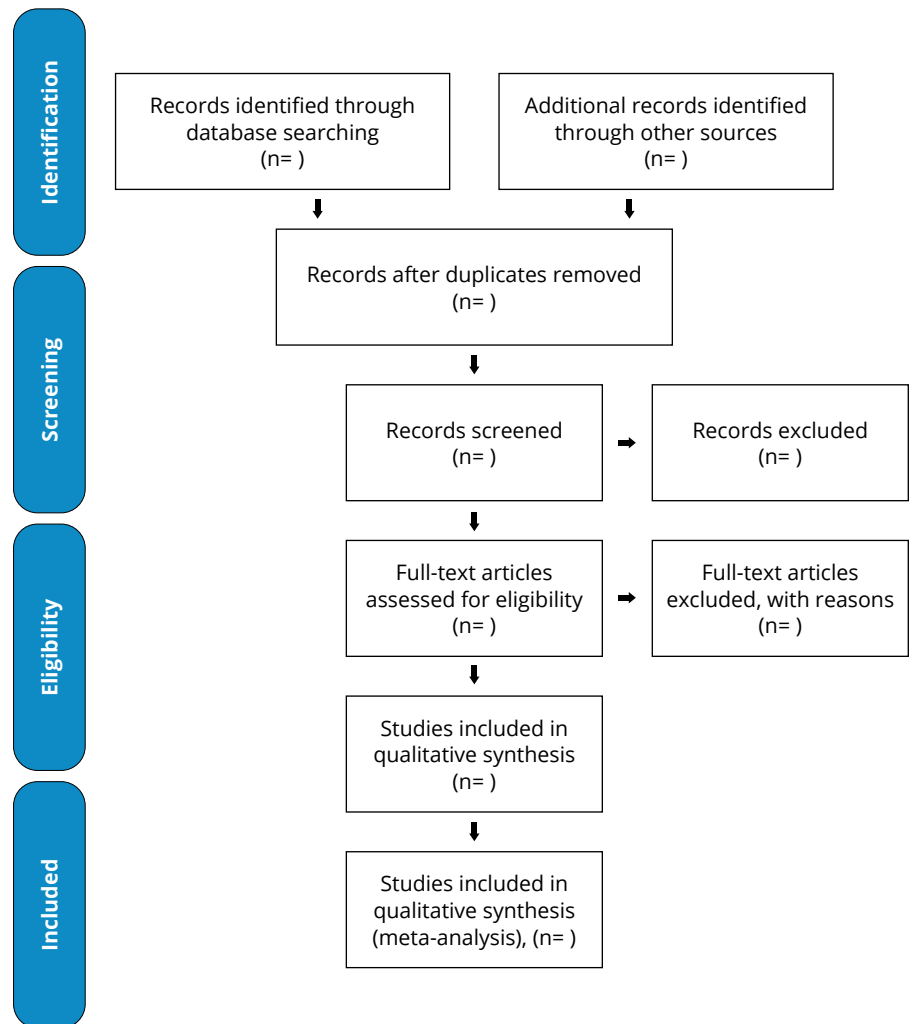 Identification
Records identified through
database searching
(n= )
Additional records identified
through other sources
(n= )
Records after duplicates removed
(n= )
Screening
Records screened
(n= )
Records excluded
(n= )
Eligibility
Full-text articles
assessed for eligibility
(n= )
Full-text articles
excluded, with reasons
(n= )
Studies included in
qualitative synthesis
(n= )
Included
Studies included in
qualitative synthesis
(meta-analysis), (n= )